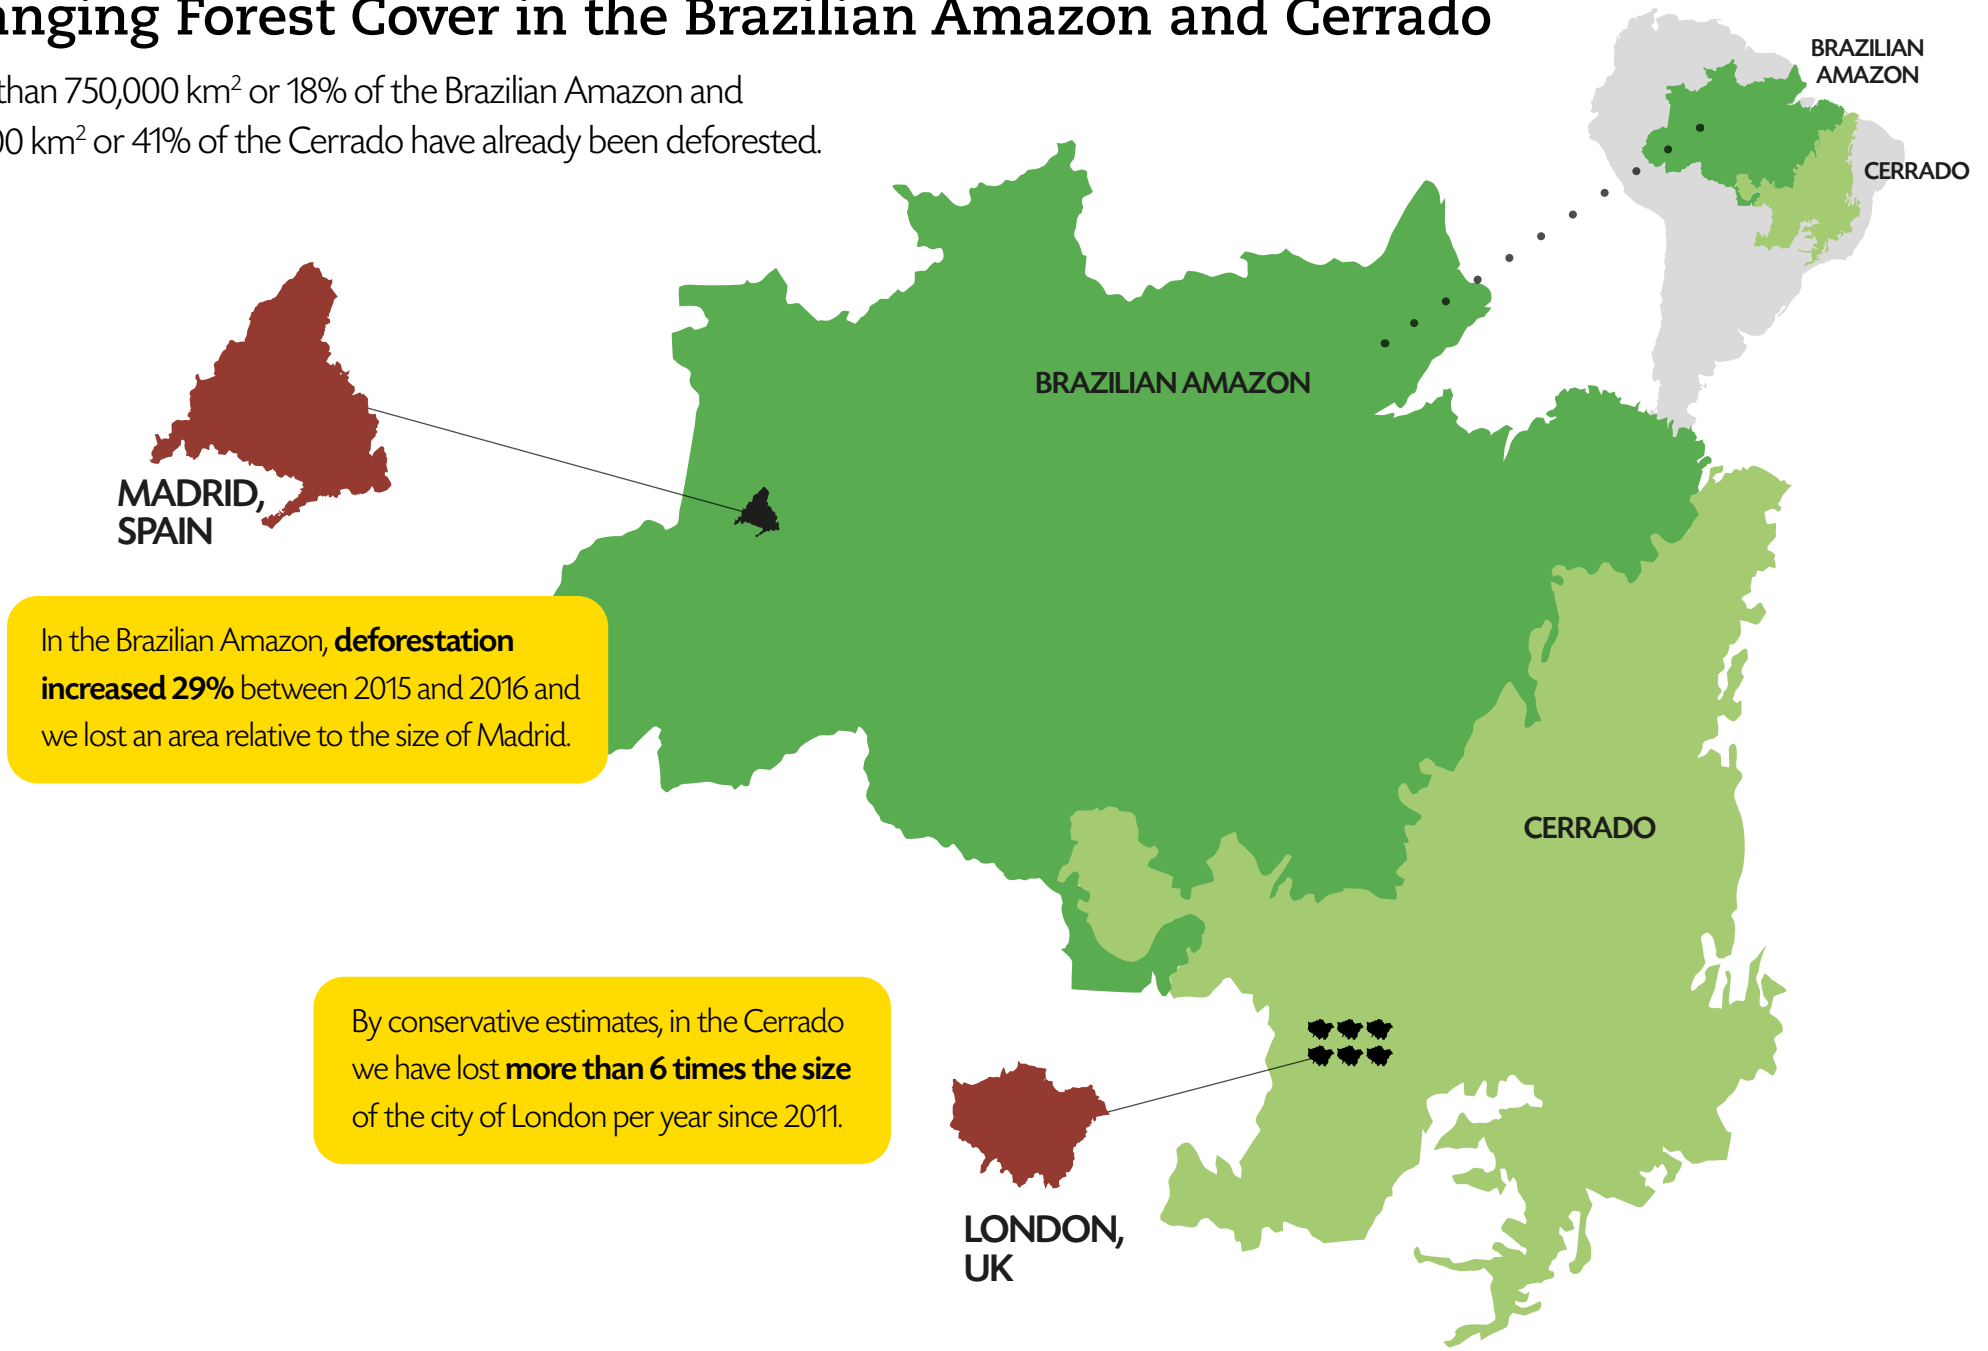 anging Forest Cover in the Brazilian Amazon and Cerrado
than 750,000 km² or 18% of the Brazilian Amazon and
00 km² or 41% of the Cerrado have already been deforested.
BRAZILIAN
AMAZON
CERRADO
BRAZILIAN AMAZON
MADRID,
SPAIN
In the Brazilian Amazon, deforestation
increased 29% between 2015 and 2016 and
we lost an area relative to the size of Madrid.
CERRADO
By conservative estimates, in the Cerrado
we have lost more than 6 times the size
of the city of London per year since 2011.
LONDON,
UK